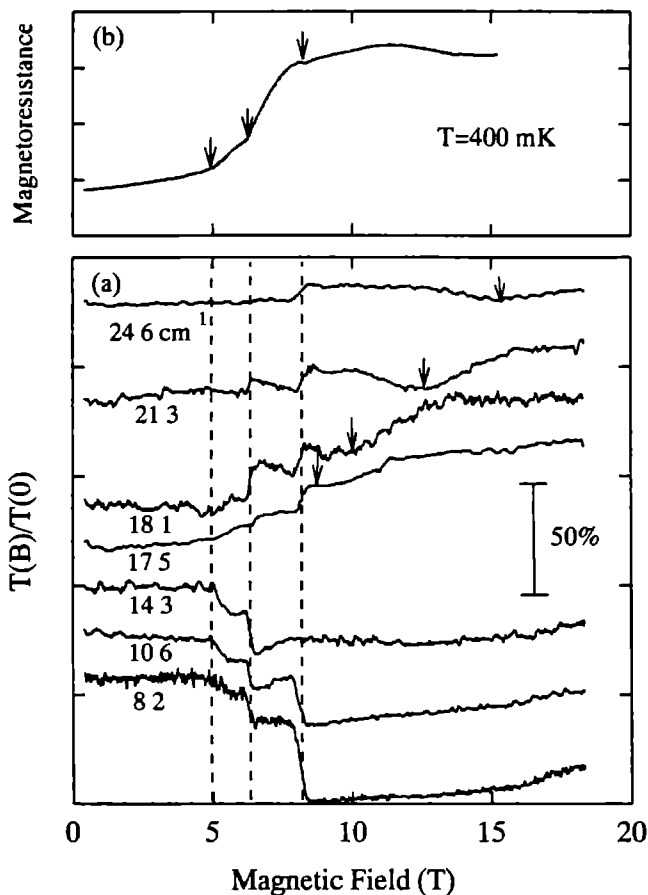 (b)
Magnetoresistance
T=400 mK
(a)
24 6 cm 1
21 3
18 1
17 5
14 3
10 6
8 2
50%
T(B)/T(0)
0 5 10 15 20
Magnetic Field (T)